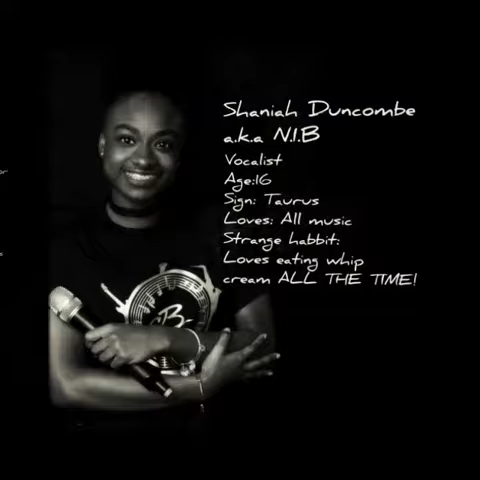 Shaniah Duncombe
a.k.a N.I.B
Vocalist
Age:16
Sign: Taurus
Loves: All music
Strange habbit:
Loves eating whip
cream ALL THE TIME!